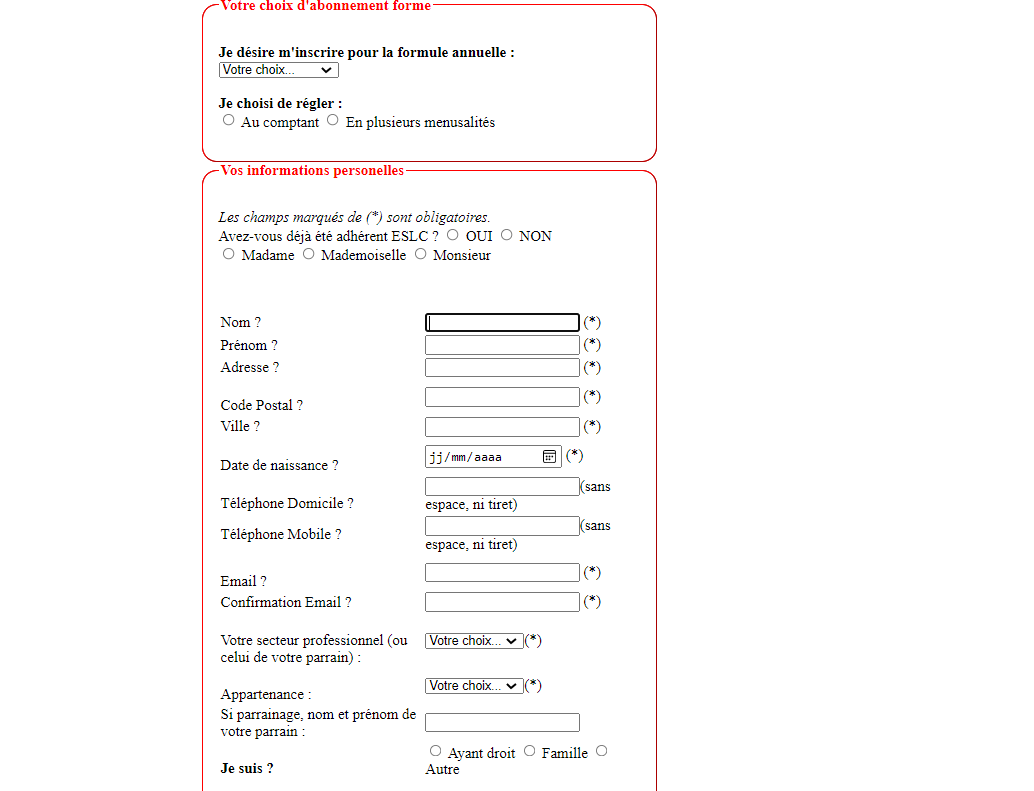 Votre choix d'abonnement forme
Je désire m'inscrire pour la formule annuelle :
Votre choix...
Je choisi de régler :
Au comptant En plusieurs menusalités
Vos informations personelles
Les champs marqués de (*) sont obligatoires.
Avez-vous déjà été adhérent ESLC ? OUI NON
Madame Mademoiselle Monsieur
Nom ? (*)
Prénom ? (*)
Adresse ? (*)
Code Postal ? (*)
Ville ? (*)
Date de naissance ? jj/mm/aaaa (*)
Téléphone Domicile ? (sans
espace, ni tiret)
Téléphone Mobile ? (sans
espace, ni tiret)
Email ? (*)
Confirmation Email ? (*)
Votre secteur professionnel (ou Votre choix... (*)
celui de votre parrain) :
Appartenance : Votre choix... (*)
Si parrainage, nom et prénom de
votre parrain :
Je suis ? Ayant droit Famille
Autre